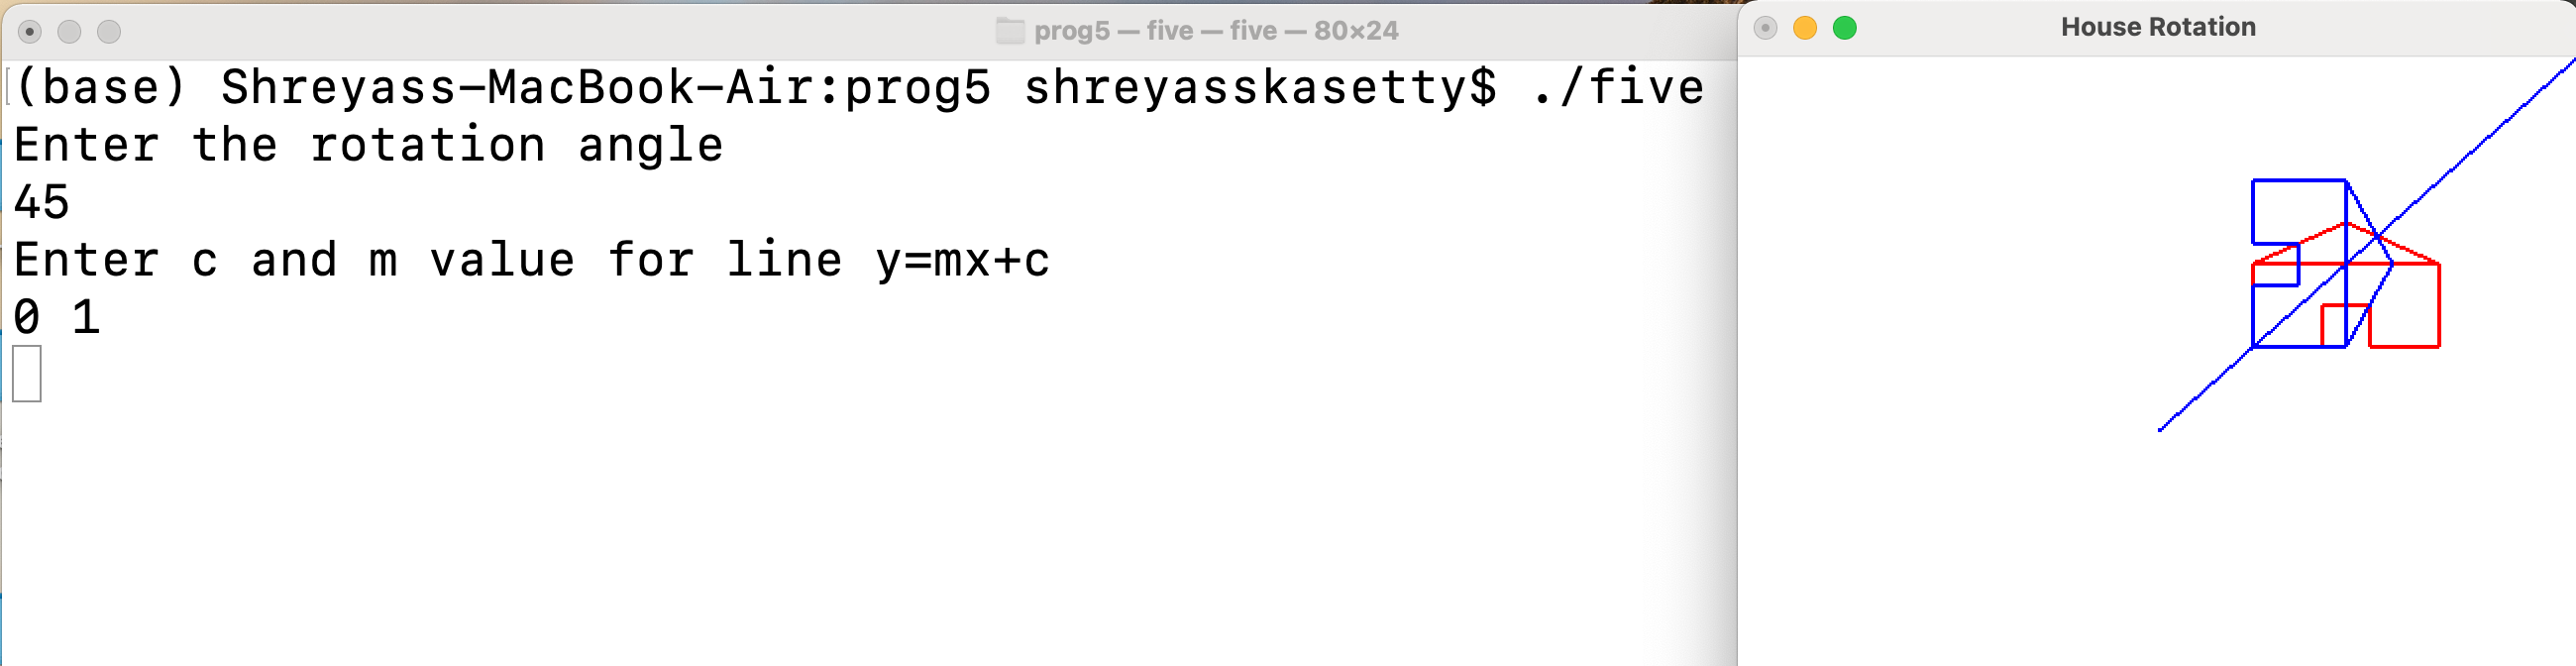 prog5 — five — five — 80×24
(base) Shreyass-MacBook-Air:prog5 shreyasskasetty$ ./five
Enter the rotation angle
45
Enter c and m value for line y=mx+c
0 1
House Rotation